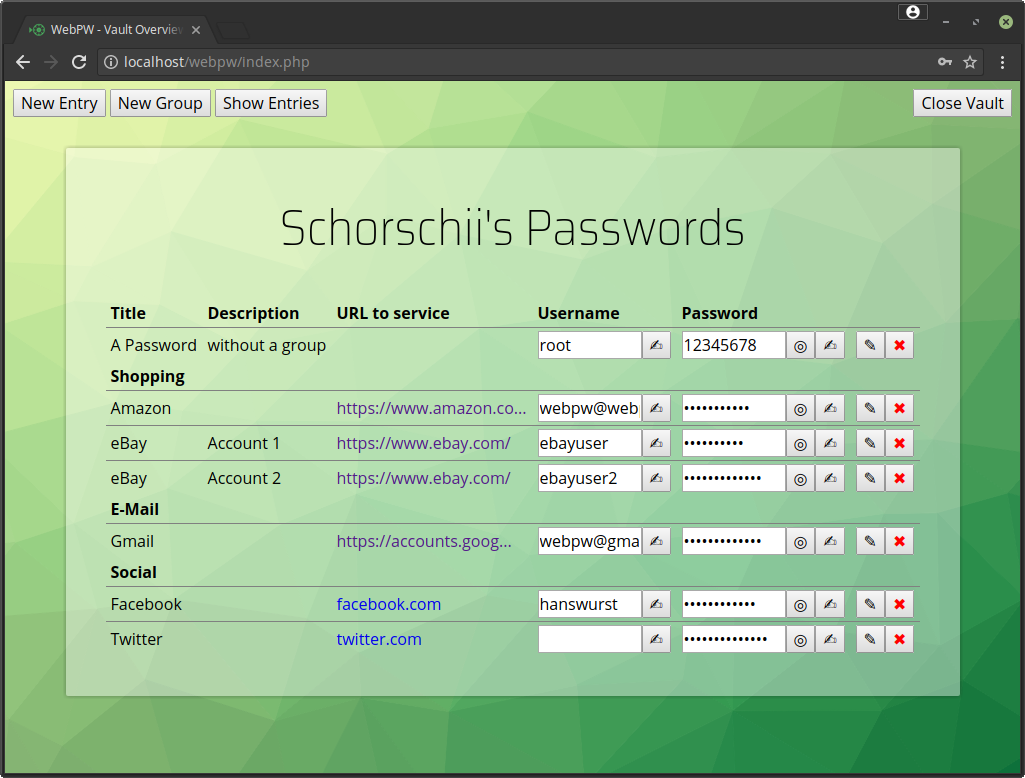 WebPW - Vault Overview
localhost/webpw/index.php
New Entry New Group Show Entries Close Vault
Schorschii's Passwords
Title Description URL to service Username Password
A Password without a group root 12345678
Shopping
Amazon https://www.amazon.co... webpw@web
eBay Account 1 https://www.ebay.com/ ebayuser
eBay Account 2 https://www.ebay.com/ ebayuser2
E-Mail
Gmail https://accounts.goog... webpw@gma
Social
Facebook facebook.com hanswurst
Twitter twitter.com